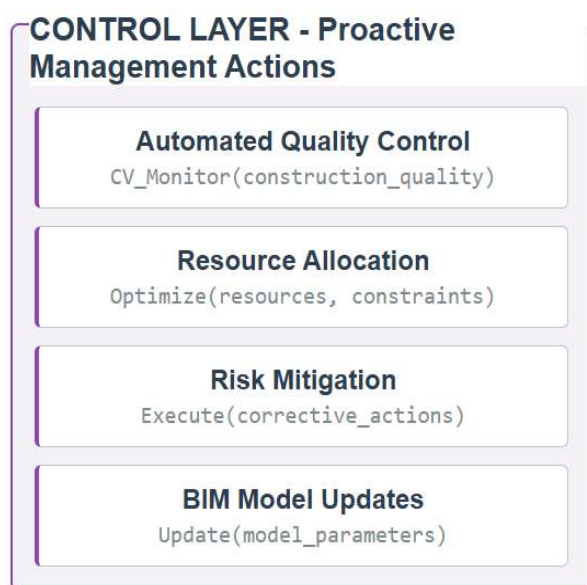 CONTROL LAYER - Proactive
Management Actions
Automated Quality Control
CV_Monitor(construction_quality)
Resource Allocation
Optimize(resources, constraints)
Risk Mitigation
Execute(corrective_actions)
BIM Model Updates
Update(model_parameters)